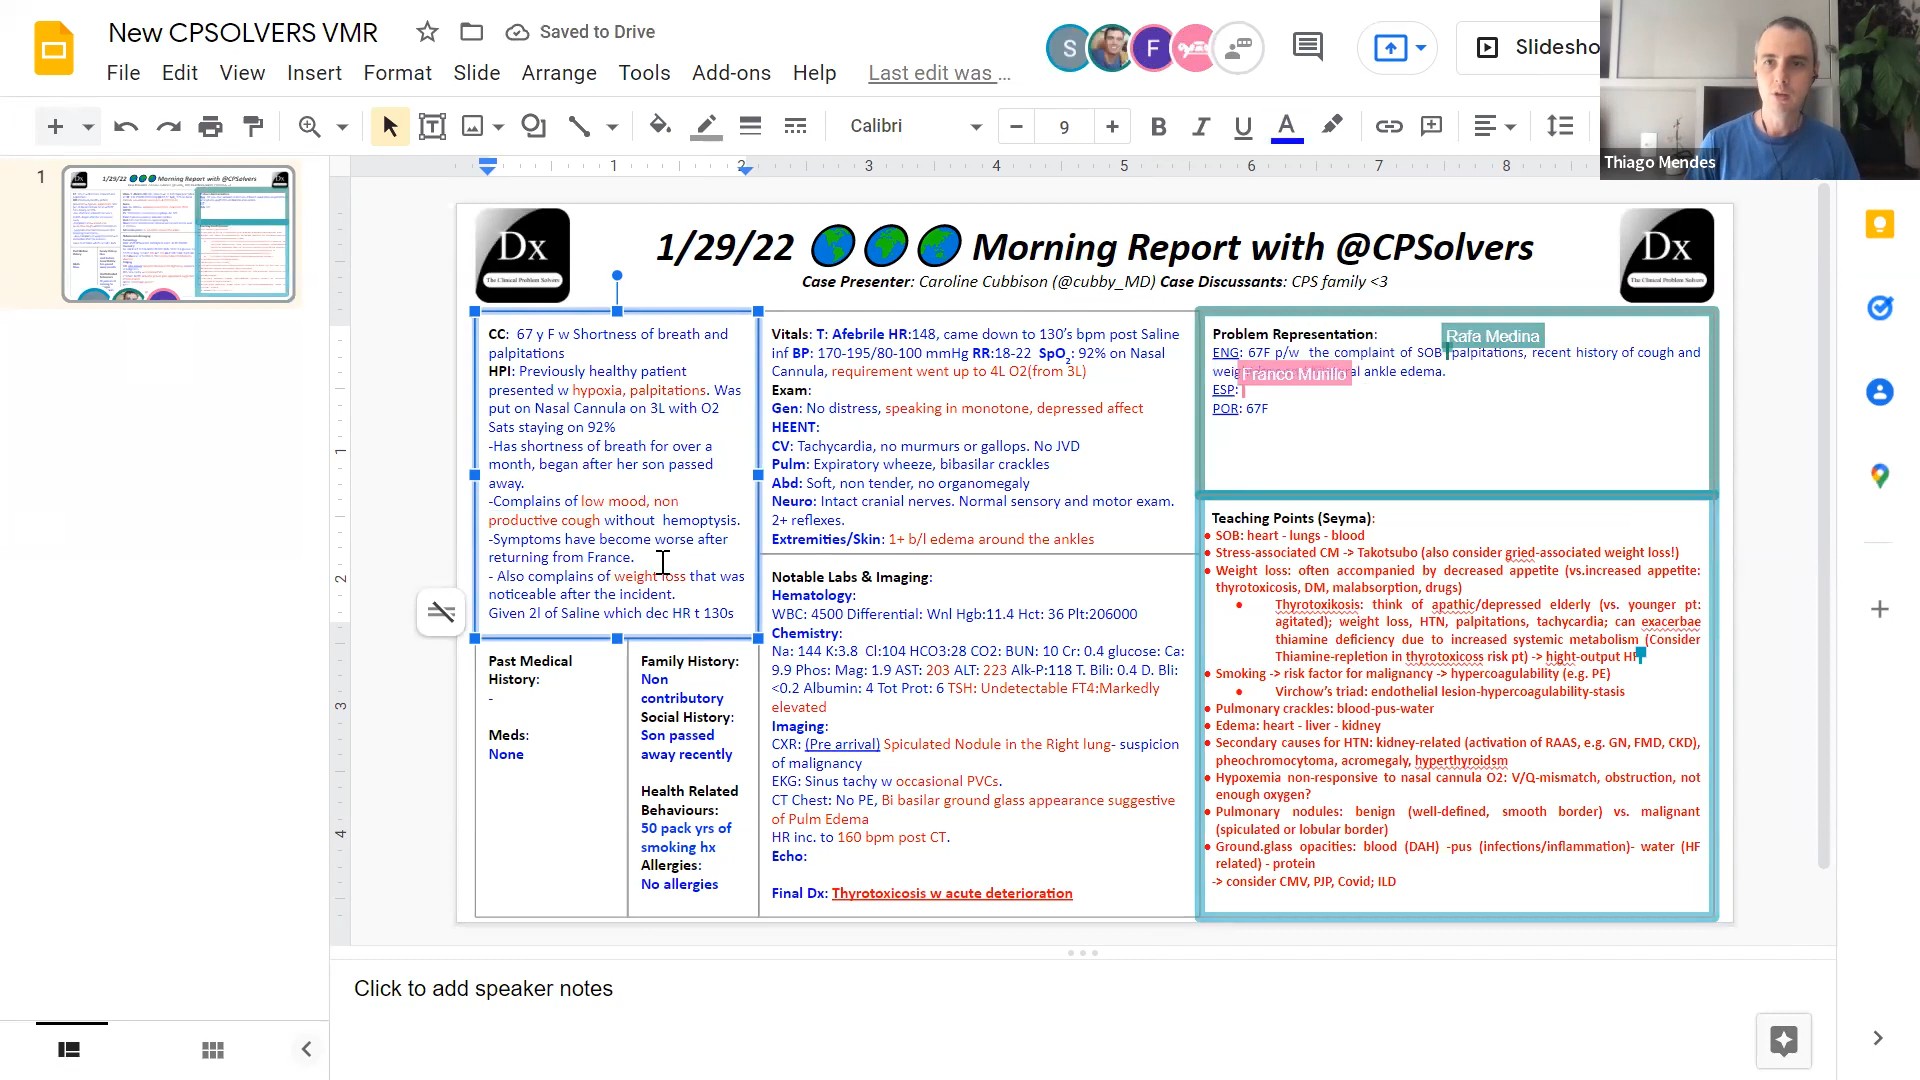 New CPSOLVERS VMR
Saved to Drive
File Edit View Insert Format Slide Arrange Tools Add-ons Help Last edit was ...
S F
Slidesho
Calibri
9
Thiago Mendes
1 2 3 4 5 6 7 8
1
1 2 3 4
Dx
The Clinical Problem Solvers
1/29/22 🌍🌍🌍 Morning Report with @CPSolvers
Case Presenter: Caroline Cubbison (@cubby_MD) Case Discussants: CPS family <3
Dx
The Clinical Problem Solvers
CC: 67 y F w Shortness of breath and
palpitations
HPI: Previously healthy patient
presented w hypoxia, palpitations. Was
put on Nasal Cannula on 3L with O2
Sats staying on 92%
-Has shortness of breath for over a
month, began after her son passed
away.
-Complains of low mood, non
productive cough without hemoptysis.
-Symptoms have become worse after
returning from France.
- Also complains of weight loss that was
noticeable after the incident.
Given 2l of Saline which dec HR t 130s
Past Medical
History:
-
Meds:
None
Family History:
Non
contributory
Social History:
Son passed
away recently
Health Related
Behaviours:
50 pack yrs of
smoking hx
Allergies:
No allergies
Vitals: T: Afebrile HR:148, came down to 130's bpm post Saline
inf BP: 170-195/80-100 mmHg RR:18-22 SpO2: 92% on Nasal
Cannula, requirement went up to 4L O2(from 3L)
Exam:
Gen: No distress, speaking in monotone, depressed affect
HEENT:
CV: Tachycardia, no murmurs or gallops. No JVD
Pulm: Expiratory wheeze, bibasilar crackles
Abd: Soft, non tender, no organomegaly
Neuro: Intact cranial nerves. Normal sensory and motor exam.
2+ reflexes.
Extremities/Skin: 1+ b/l edema around the ankles
Notable Labs & Imaging:
Hematology:
WBC: 4500 Differential: Wnl Hgb:11.4 Hct: 36 Plt:206000
Chemistry:
Na: 144 K:3.8 Cl:104 HCO3:28 CO2: BUN: 10 Cr: 0.4 glucose: Ca:
9.9 Phos: Mag: 1.9 AST: 203 ALT: 223 Alk-P:118 T. Bili: 0.4 D. Bli:
<0.2 Albumin: 4 Tot Prot: 6 TSH: Undetectable FT4:Markedly
elevated
Imaging:
CXR: (Pre arrival) Spiculated Nodule in the Right lung- suspicion
of malignancy
EKG: Sinus tachy w occasional PVCs.
CT Chest: No PE, Bi basilar ground glass appearance suggestive
of Pulm Edema
HR inc. to 160 bpm post CT.
Echo:
Final Dx: Thyrotoxicosis w acute deterioration
Problem Representation:
Rafa Medina
ENG: 67F p/w the complaint of SOB palpitations, recent history of cough and
Franco Murillo
ankle edema.
ESP:
POR: 67F
Teaching Points (Seyma):
● SOB: heart - lungs - blood
● Stress-associated CM -> Takotsubo (also consider gried-associated weight loss!)
● Weight loss: often accompanied by decreased appetite (vs.increased appetite:
thyrotoxicosis, DM, malabsorption, drugs)
● Thyrotoxikosis: think of apathic/depressed elderly (vs. younger pt:
agitated); weight loss, HTN, palpitations, tachycardia; can exacerbae
thiamine deficiency due to increased systemic metabolism (Consider
Thiamine-repletion in thyrotoxicoss risk pt) -> hight-output HF
● Smoking -> risk factor for malignancy -> hypercoagulability (e.g. PE)
● Virchow's triad: endothelial lesion-hypercoagulability-stasis
● Pulmonary crackles: blood-pus-water
● Edema: heart - liver - kidney
● Secondary causes for HTN: kidney-related (activation of RAAS, e.g. GN, FMD, CKD),
pheochromocytoma, acromegaly, hyperthyroidsm
● Hypoxemia non-responsive to nasal cannula O2: V/Q-mismatch, obstruction, not
enough oxygen?
● Pulmonary nodules: benign (well-defined, smooth border) vs. malignant
(spiculated or lobular border)
● Ground.glass opacities: blood (DAH) -pus (infections/inflammation)- water (HF
related) - protein
-> consider CMV, PJP, Covid; ILD
Click to add speaker notes